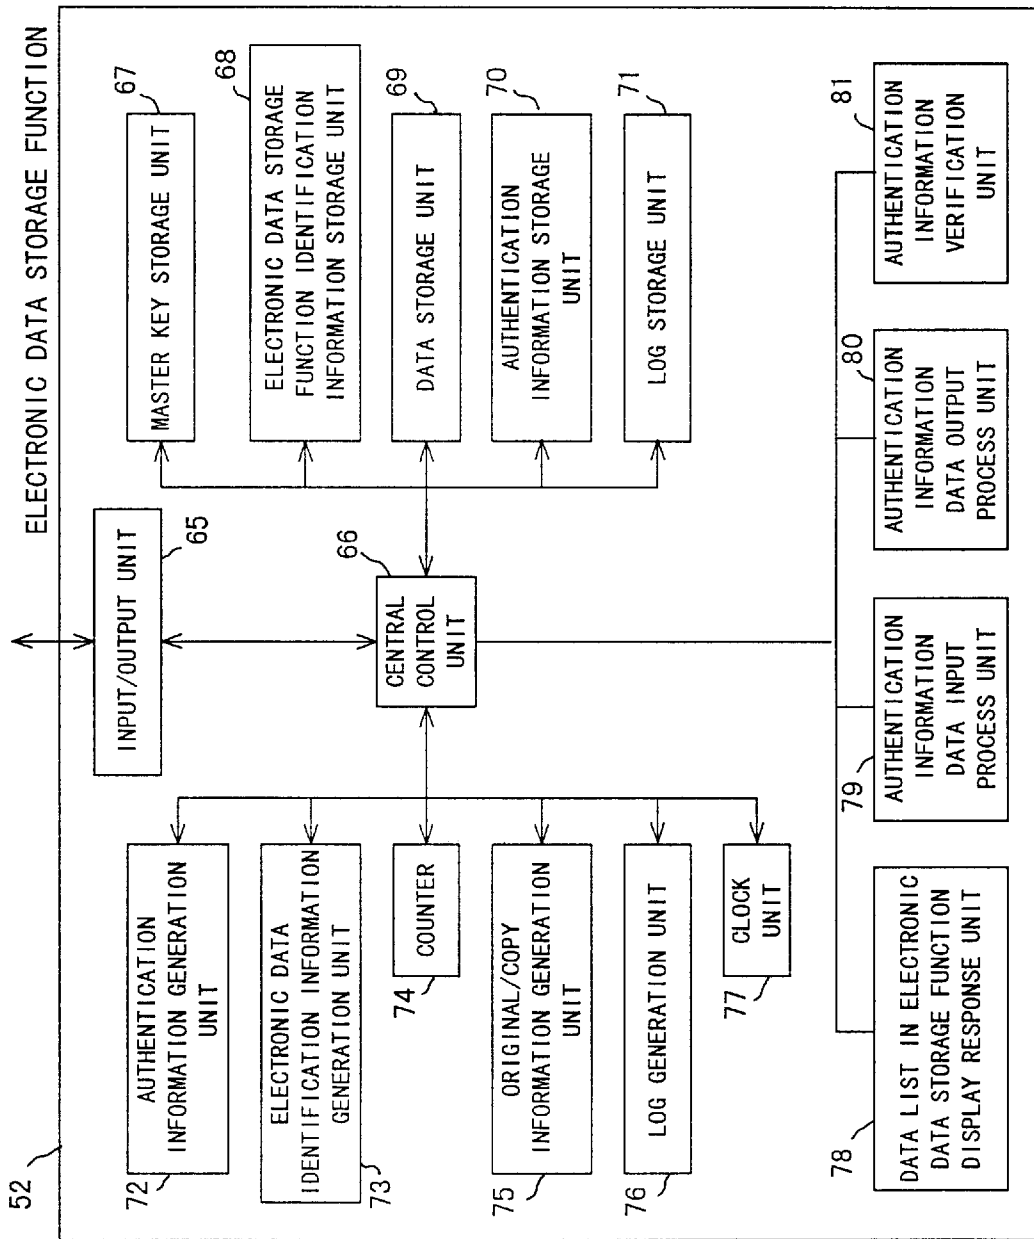 ELECTRONIC DATA STORAGE FUNCTION
52
INPUT/OUTPUT UNIT
65
CENTRAL
CONTROL
UNIT
66
MASTER KEY STORAGE UNIT
67
ELECTRONIC DATA STORAGE
FUNCTION IDENTIFICATION
INFORMATION STORAGE UNIT
68
DATA STORAGE UNIT
69
AUTHENTICATION
INFORMATION STORAGE
UNIT
70
LOG STORAGE UNIT
71
AUTHENTICATION
INFORMATION GENERATION
UNIT
72
ELECTRONIC DATA
IDENTIFICATION INFORMATION
GENERATION UNIT
73
COUNTER
74
ORIGINAL/COPY
INFORMATION GENERATION
UNIT
75
LOG GENERATION UNIT
76
CLOCK
UNIT
77
DATA LIST IN ELECTRONIC
DATA STORAGE FUNCTION
DISPLAY RESPONSE UNIT
78
AUTHENTICATION
INFORMATION
DATA INPUT
PROCESS UNIT
79
AUTHENTICATION
INFORMATION
DATA OUTPUT
PROCESS UNIT
80
AUTHENTICATION
INFORMATION
VERIFICATION
UNIT
81